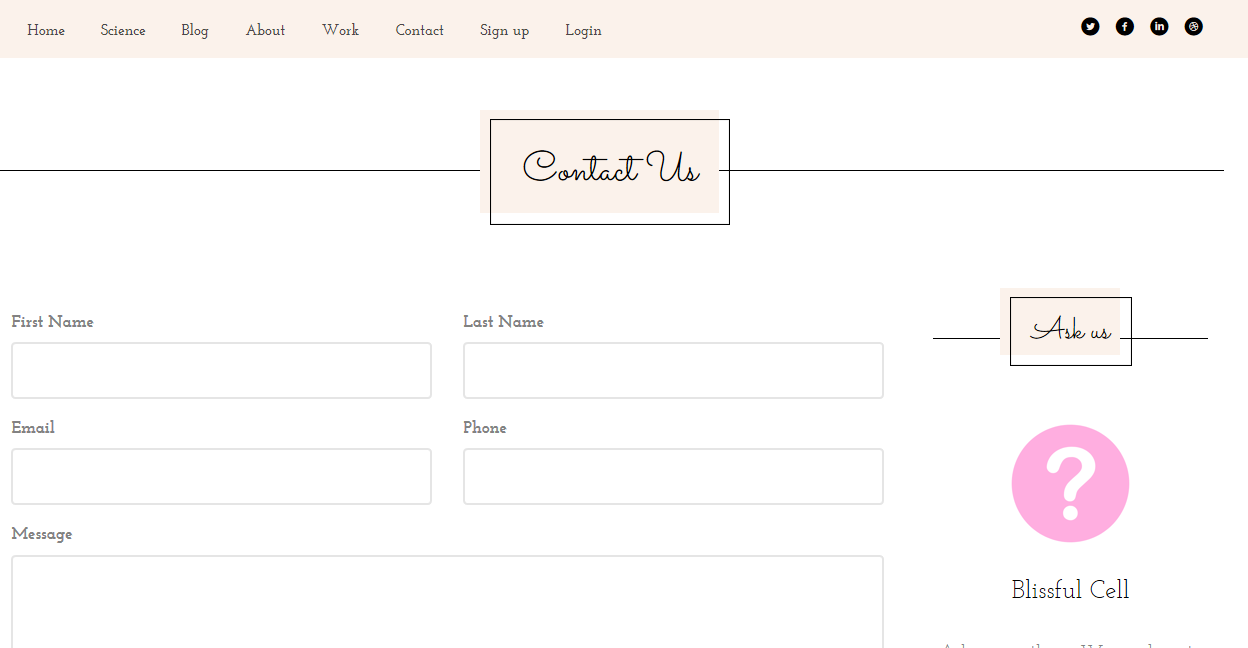 Home Science Blog About Work Contact Sign up Login
Contact Us
First Name Last Name
Email Phone
Message
Ask us
?
Blissful Cell